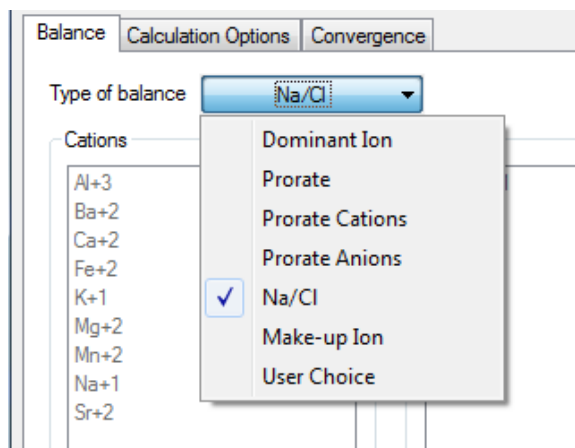 Balance Calculation Options Convergence
Type of balance Na/Cl
Cations
Dominant Ion
Prorate
Prorate Cations
Prorate Anions
Na/Cl
Make-up Ion
User Choice
Al+3
Ba+2
Ca+2
Fe+2
K+1
Mg+2
Mn+2
Na+1
Sr+2